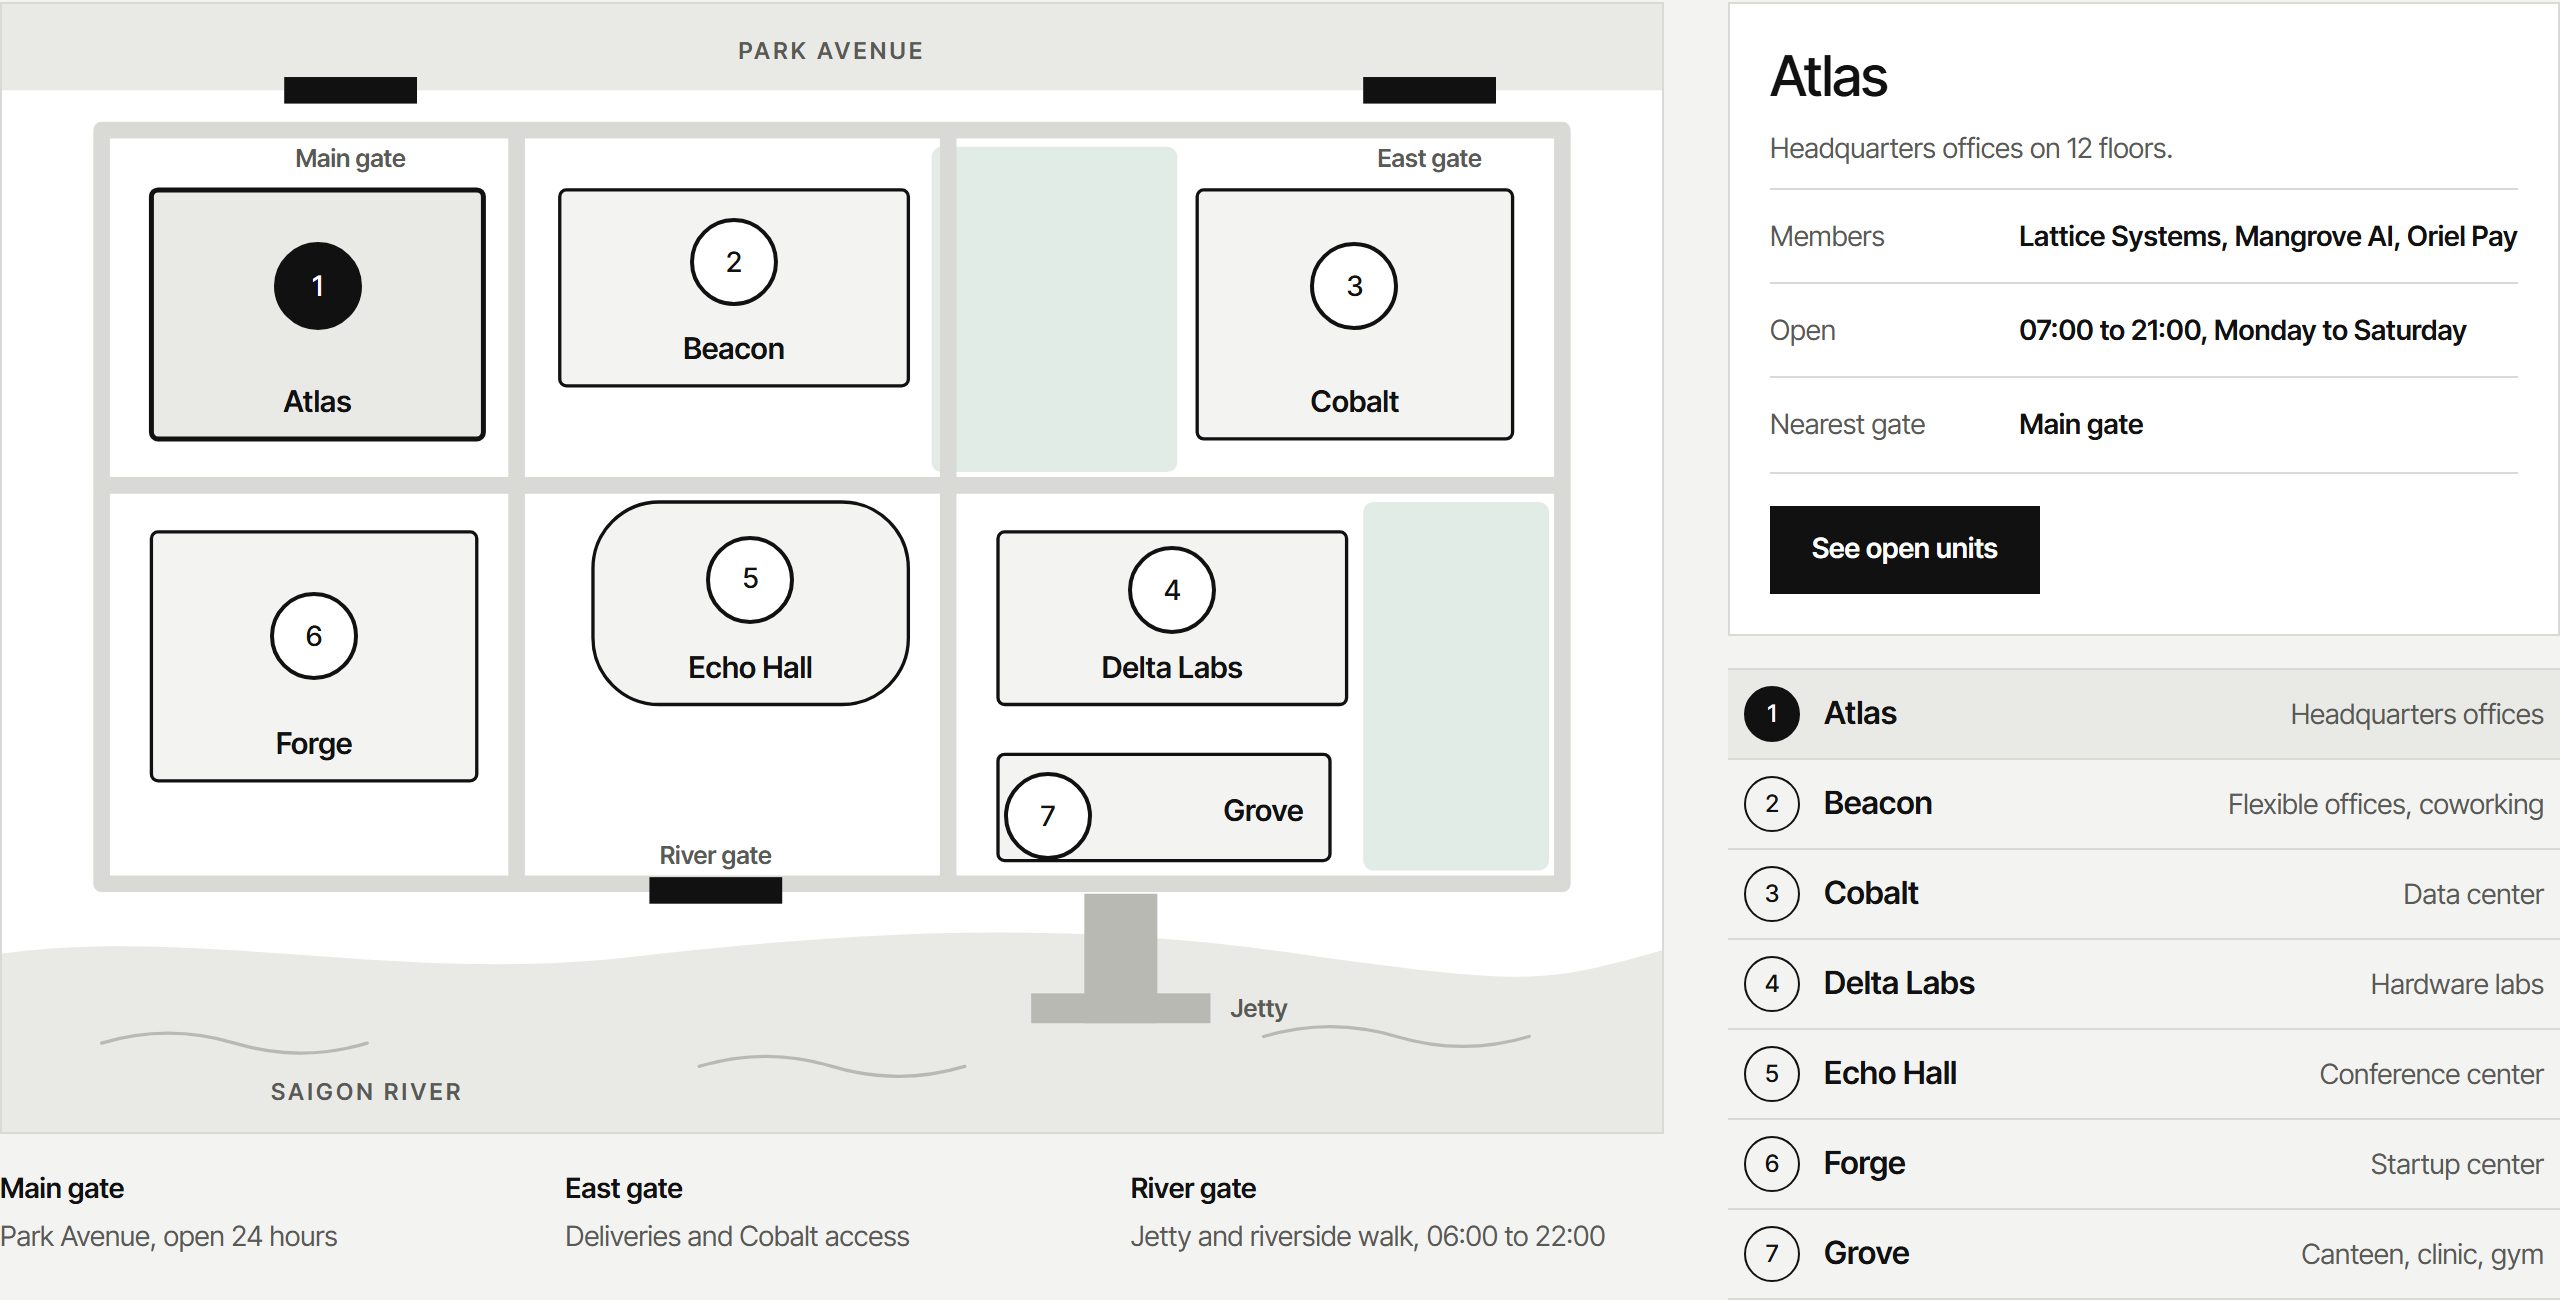 PARK AVENUE
Main gate
East gate
1
Atlas
2
Beacon
3
Cobalt
6
Forge
5
Echo Hall
4
Delta Labs
7
Grove
River gate
Jetty
SAIGON RIVER
Main gate
Park Avenue, open 24 hours
East gate
Deliveries and Cobalt access
River gate
Jetty and riverside walk, 06:00 to 22:00
Atlas
Headquarters offices on 12 floors.
Members Lattice Systems, Mangrove AI, Oriel Pay
Open 07:00 to 21:00, Monday to Saturday
Nearest gate Main gate
See open units
1 Atlas Headquarters offices
2 Beacon Flexible offices, coworking
3 Cobalt Data center
4 Delta Labs Hardware labs
5 Echo Hall Conference center
6 Forge Startup center
7 Grove Canteen, clinic, gym